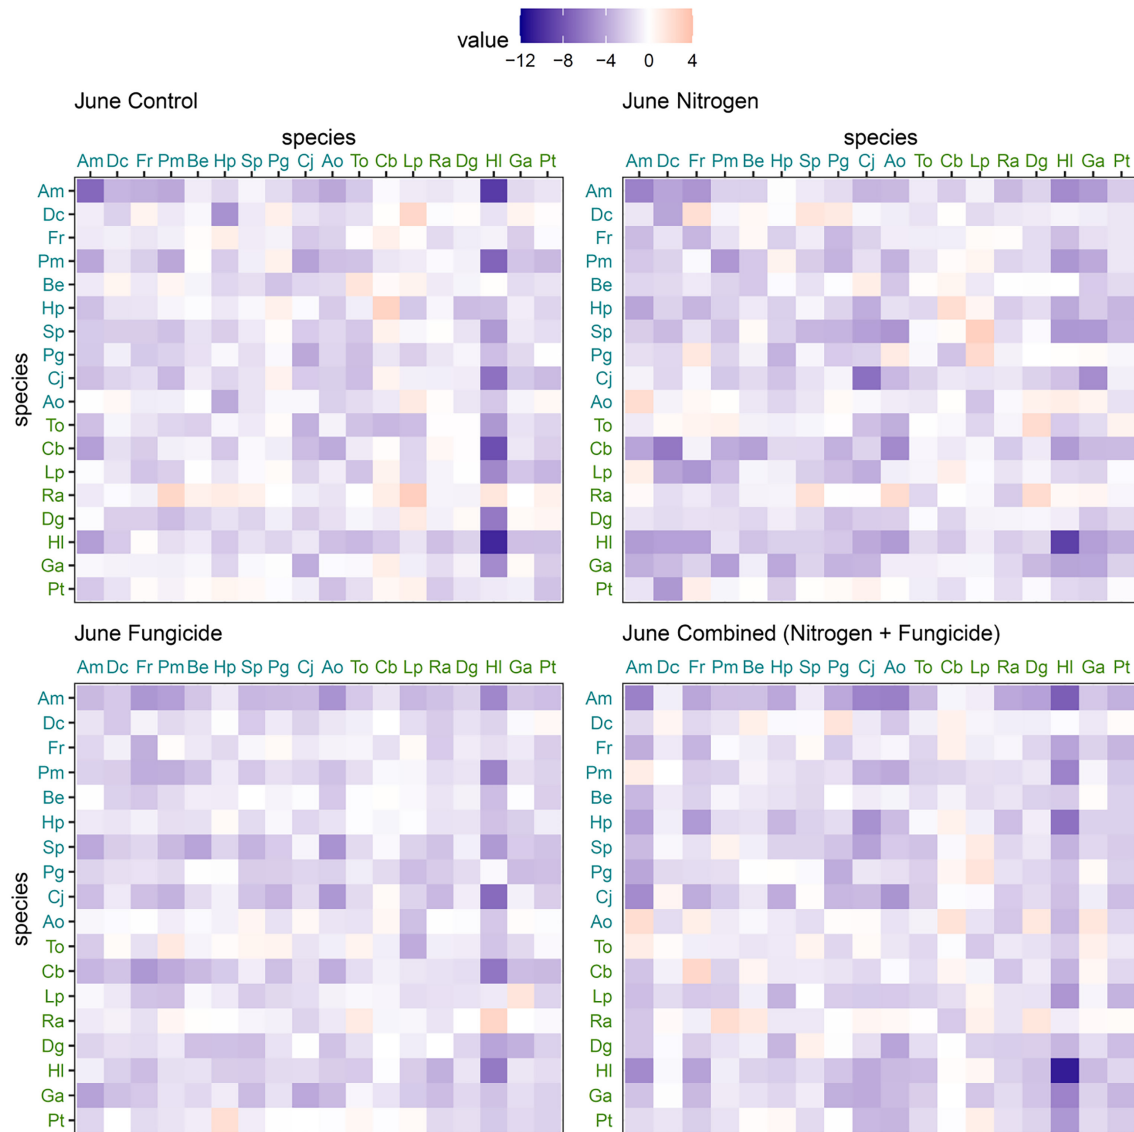 value
−12 −8 −4 0 4
June Control
June Nitrogen
species
species
Am Dc Fr Pm Be Hp Sp Pg Cj Ao To Cb Lp Ra Dg Hl Ga Pt
Am Dc Fr Pm Be Hp Sp Pg Cj Ao To Cb Lp Ra Dg Hl Ga Pt
species
Am
Dc
Fr
Pm
Be
Hp
Sp
Pg
Cj
Ao
To
Cb
Lp
Ra
Dg
Hl
Ga
Pt
Am
Dc
Fr
Pm
Be
Hp
Sp
Pg
Cj
Ao
To
Cb
Lp
Ra
Dg
Hl
Ga
Pt
June Fungicide
June Combined (Nitrogen + Fungicide)
Am Dc Fr Pm Be Hp Sp Pg Cj Ao To Cb Lp Ra Dg Hl Ga Pt
Am Dc Fr Pm Be Hp Sp Pg Cj Ao To Cb Lp Ra Dg Hl Ga Pt
species
Am
Dc
Fr
Pm
Be
Hp
Sp
Pg
Cj
Ao
To
Cb
Lp
Ra
Dg
Hl
Ga
Pt
Am
Dc
Fr
Pm
Be
Hp
Sp
Pg
Cj
Ao
To
Cb
Lp
Ra
Dg
Hl
Ga
Pt